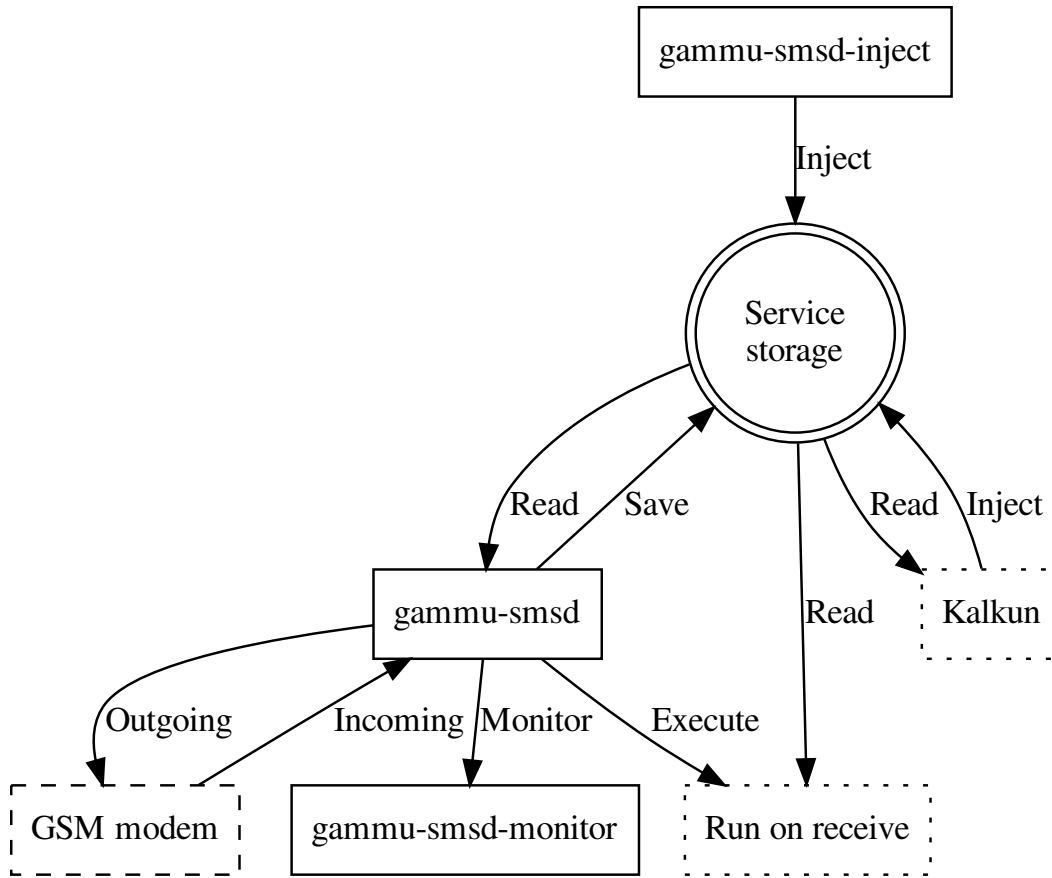 gammu-smsd-inject
Inject
Service
storage
Read
Save
Read
Inject
gammu-smsd
Read
Kalkun
Outgoing
Incoming
Monitor
Execute
GSM modem
gammu-smsd-monitor
Run on receive